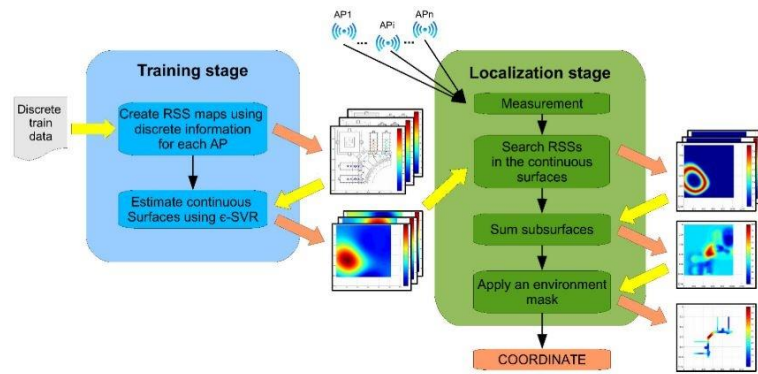 AP1
APi
APn
... ...
Training stage
Localization stage
Discrete
train
data
Create RSS maps using
discrete information
for each AP
Estimate continuous
Surfaces using ϵ-SVR
Measurement
Search RSSs
in the continuous
surfaces
Sum subsurfaces
Apply an environment
mask
COORDINATE